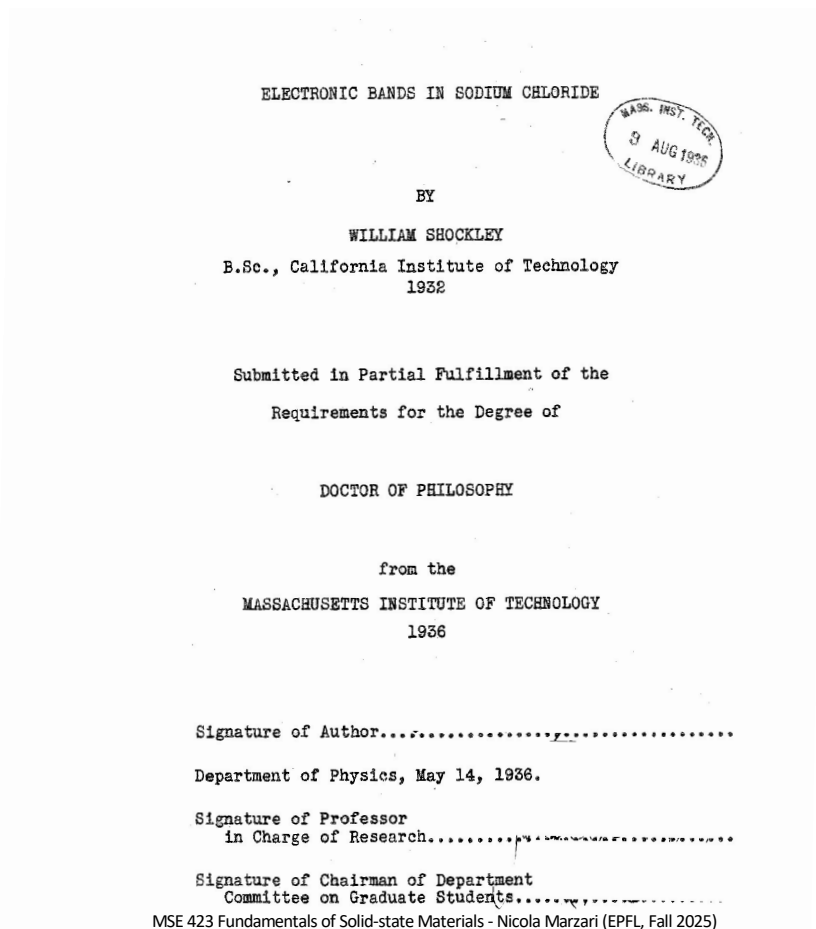 ELECTRONIC BANDS IN SODIUM CHLORIDE
MASS. INST. TECH.
9 AUG 1936
LIBRARY
BY
WILLIAM SHOCKLEY
B.Sc., California Institute of Technology
1932
Submitted in Partial Fulfillment of the
Requirements for the Degree of
DOCTOR OF PHILOSOPHY
from the
MASSACHUSETTS INSTITUTE OF TECHNOLOGY
1936
Signature of Author....................................
Department of Physics, May 14, 1936.
Signature of Professor
in Charge of Research...............................
Signature of Chairman of Department
Committee on Graduate Students.....................
MSE 423 Fundamentals of Solid-state Materials - Nicola Marzari (EPFL, Fall 2025)